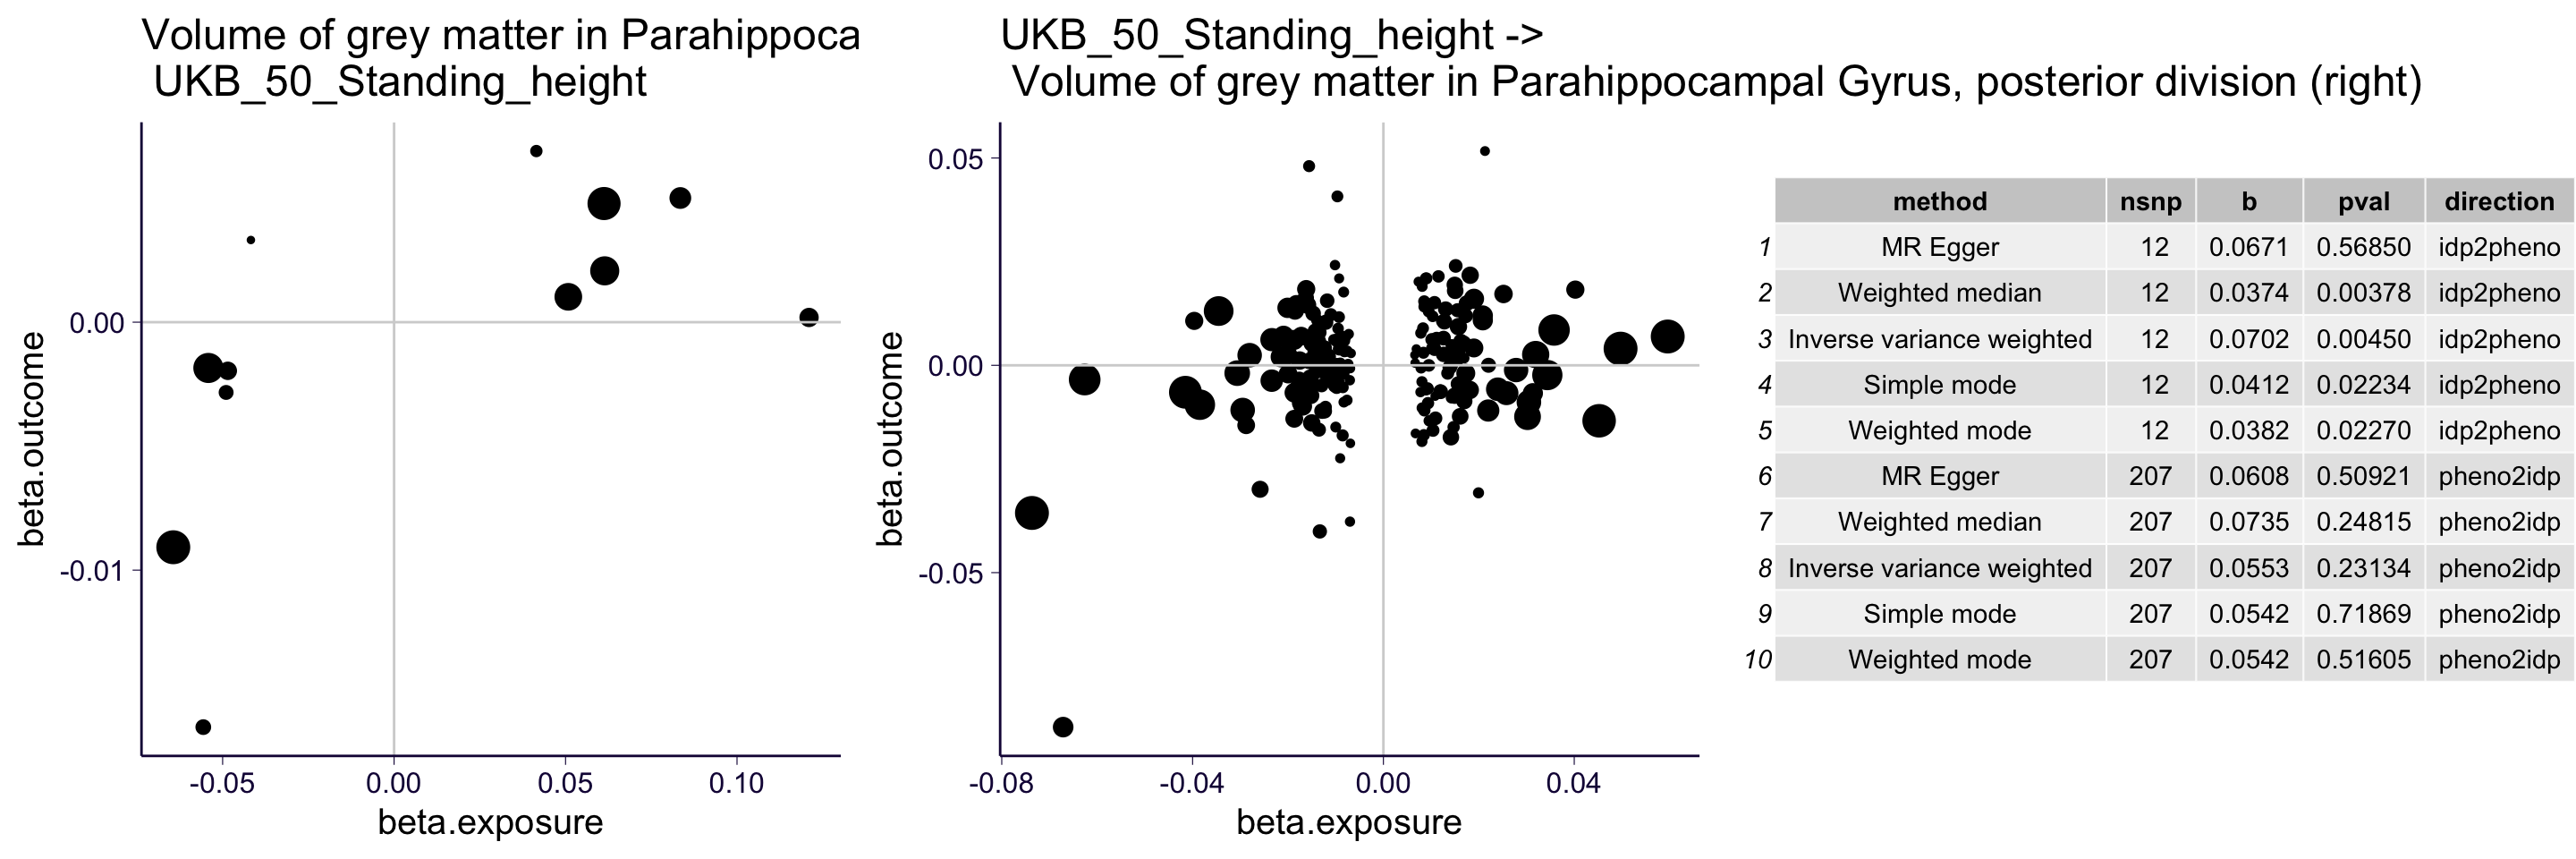 Volume of grey matter in Parahippoca
UKB_50_Standing_height
beta.outcome
0.00
-0.01
-0.05 0.00 0.05 0.10
beta.exposure
UKB_50_Standing_height ->
Volume of grey matter in Parahippocampal Gyrus, posterior division (right)
beta.outcome
0.05
0.00
-0.05
-0.08 -0.04 0.00 0.04
beta.exposure
method nsnp b pval direction
1 MR Egger 12 0.0671 0.56850 idp2pheno
2 Weighted median 12 0.0374 0.00378 idp2pheno
3 Inverse variance weighted 12 0.0702 0.00450 idp2pheno
4 Simple mode 12 0.0412 0.02234 idp2pheno
5 Weighted mode 12 0.0382 0.02270 idp2pheno
6 MR Egger 207 0.0608 0.50921 pheno2idp
7 Weighted median 207 0.0735 0.24815 pheno2idp
8 Inverse variance weighted 207 0.0553 0.23134 pheno2idp
9 Simple mode 207 0.0542 0.71869 pheno2idp
10 Weighted mode 207 0.0542 0.51605 pheno2idp